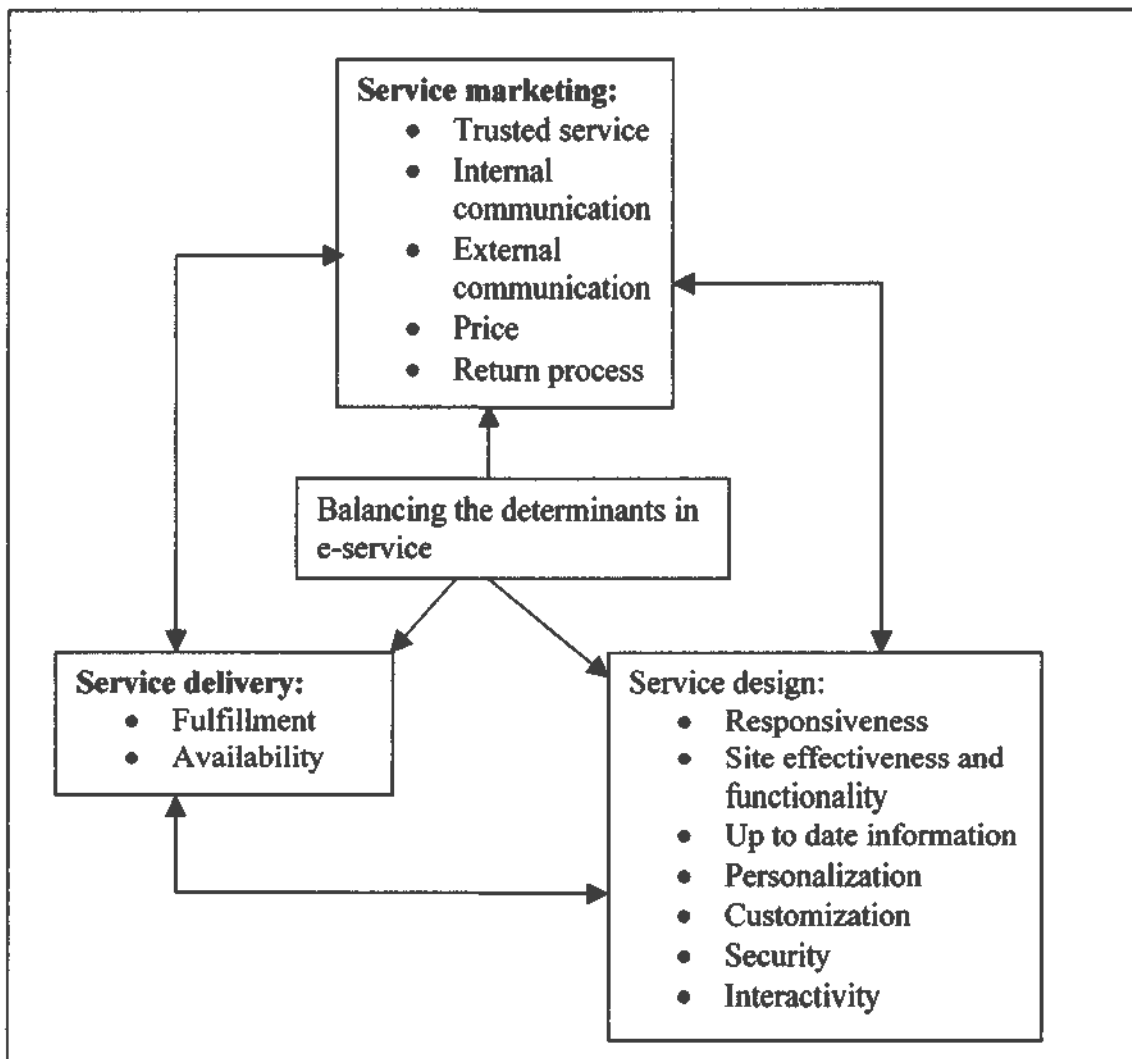 Service marketing:
• Trusted service
• Internal
communication
• External
communication
• Price
• Return process
Balancing the determinants in
e-service
Service delivery:
• Fulfillment
• Availability
Service design:
• Responsiveness
• Site effectiveness and
functionality
• Up to date information
• Personalization
• Customization
• Security
• Interactivity